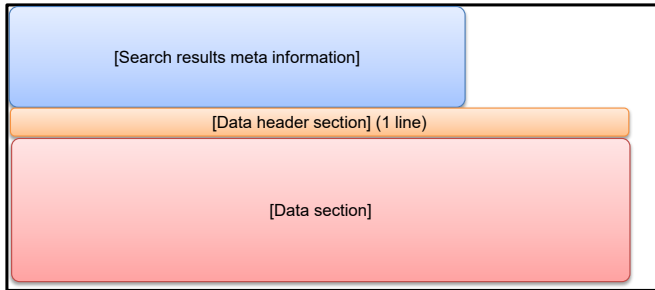 [Search results meta information]
[Data header section] (1 line)
[Data section]